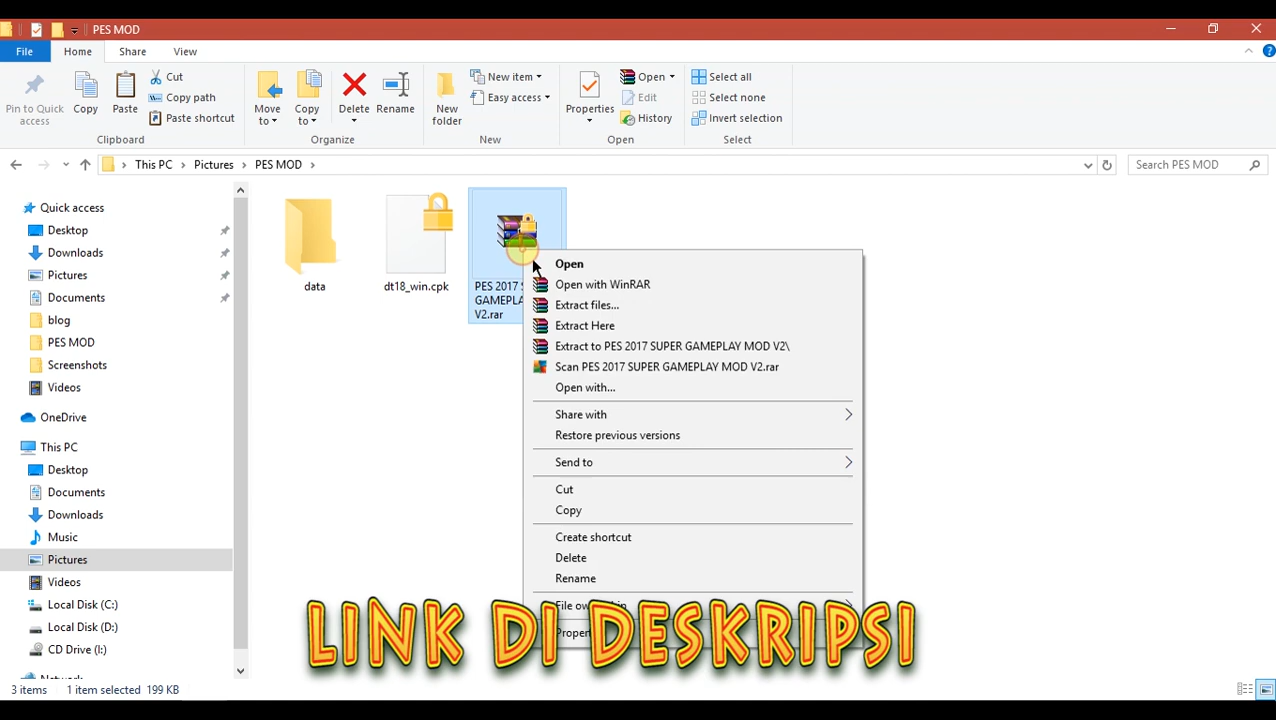 PES MOD
File Home Share View
Pin to Quick access
Copy
Paste
Cut
Copy path
Paste shortcut
Clipboard
Move to
Copy to
Delete
Rename
Organize
New folder
New item
Easy access
New
Properties
Open
Edit
History
Open
Select all
Select none
Invert selection
Select
This PC > Pictures > PES MOD >
Search PES MOD
Quick access
Desktop
Downloads
Pictures
Documents
blog
PES MOD
Screenshots
Videos
OneDrive
This PC
Desktop
Documents
Downloads
Music
Pictures
Videos
Local Disk (C:)
Local Disk (D:)
CD Drive (I:)
data
dt18_win.cpk
PES 2017 S
GAMEPLA
V2.rar
Open
Open with WinRAR
Extract files...
Extract Here
Extract to PES 2017 SUPER GAMEPLAY MOD V2\
Scan PES 2017 SUPER GAMEPLAY MOD V2.rar
Open with...
Share with
Restore previous versions
Send to
Cut
Copy
Create shortcut
Delete
Rename
LINK DI DESKRIPSI
3 items 1 item selected 199 KB